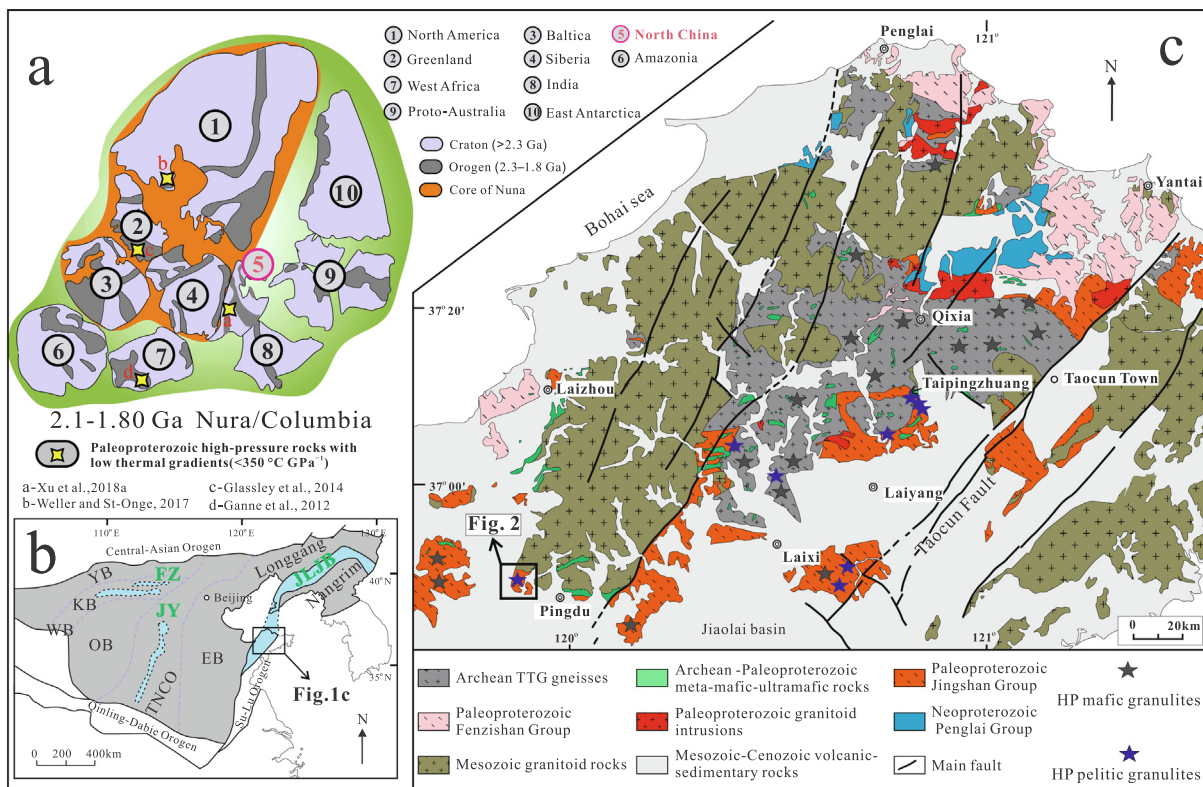 a
① North America
③ Baltica
⑤ North China
② Greenland
④ Siberia
⑥ Amazonia
⑦ West Africa
⑧ India
⑨ Proto-Australia
⑩ East Antarctica
Craton (>2.3 Ga)
Orogen (2.3–1.8 Ga)
Core of Nuna
1
b
10
2
c
5
3
4
9
a
6
7
8
d
2.1-1.80 Ga Nura/Columbia
Paleoproterozoic high-pressure rocks with
low thermal gradients(<350 °C GPa⁻¹)
a-Xu et al.,2018a
c-Glassley et al., 2014
b-Weller and St-Onge, 2017
d-Ganne et al., 2012
b
110°E
120°E
130°E
Central-Asian Orogen
YB
FZ
Longgang
JLJB
40°N
KB
Beijing
Nangrim
JY
WB
OB
EB
35°N
TNCO
Fig.1c
Su-Lu Orogen
Qinling-Dabie Orogen
N
0 200 400km
c
Penglai
121°
N
Yantai
Bohai sea
37°20'
Qixia
Taipingzhuang
Taocun Town
Laizhou
37°00'
Laiyang
Taocun Fault
Fig. 2
Laixi
Pingdu
Jiaolai basin
0 20km
120°
121°
Archean TTG gneisses
Archean -Paleoproterozoic
meta-mafic-ultramafic rocks
Paleoproterozoic
Jingshan Group
HP mafic granulites
Paleoproterozoic
Fenzishan Group
Paleoproterozoic granitoid
intrusions
Neoproterozoic
Penglai Group
Mesozoic granitoid rocks
Mesozoic-Cenozoic volcanic-
sedimentary rocks
Main fault
HP pelitic granulites